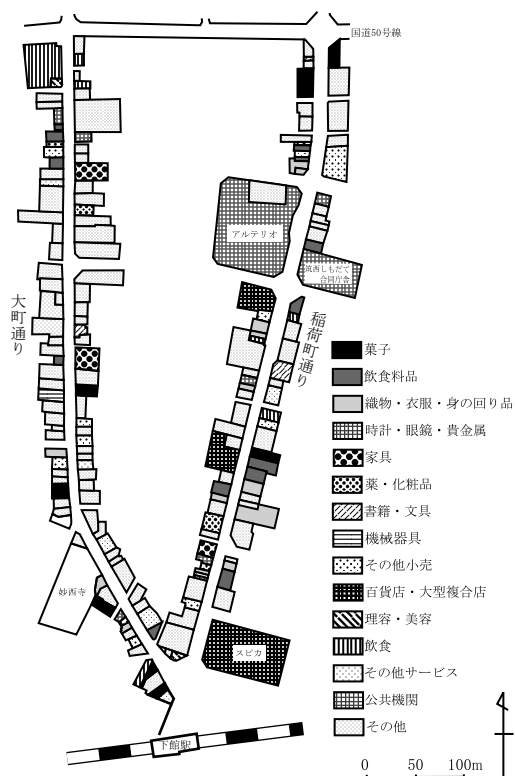 国道50号線
アルテリオ
筑西しもだて
合同庁舎
大町通り
稲荷町通り
菓子
飲食料品
織物・衣服・身の回り品
時計・眼鏡・貴金属
家具
薬・化粧品
書籍・文具
機械器具
その他小売
百貨店・大型複合店
理容・美容
飲食
その他サービス
公共機関
その他
妙西寺
スピカ
下館駅
0 50 100m